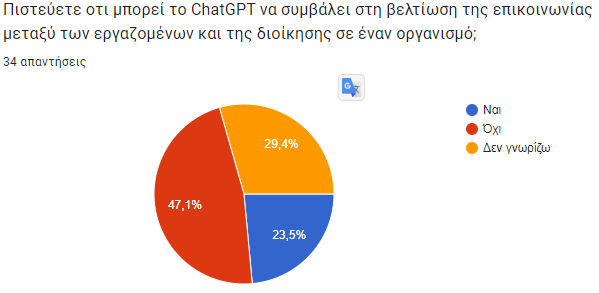 Πιστεύετε οτι μπορεί το ChatGPT να συμβάλει στη βελτίωση της επικοινωνίας
μεταξύ των εργαζομένων και της διοίκησης σε έναν οργανισμό;
34 απαντήσεις
G
Ναι
Όχι
Δεν γνωρίζω
29,4%
47,1%
23,5%